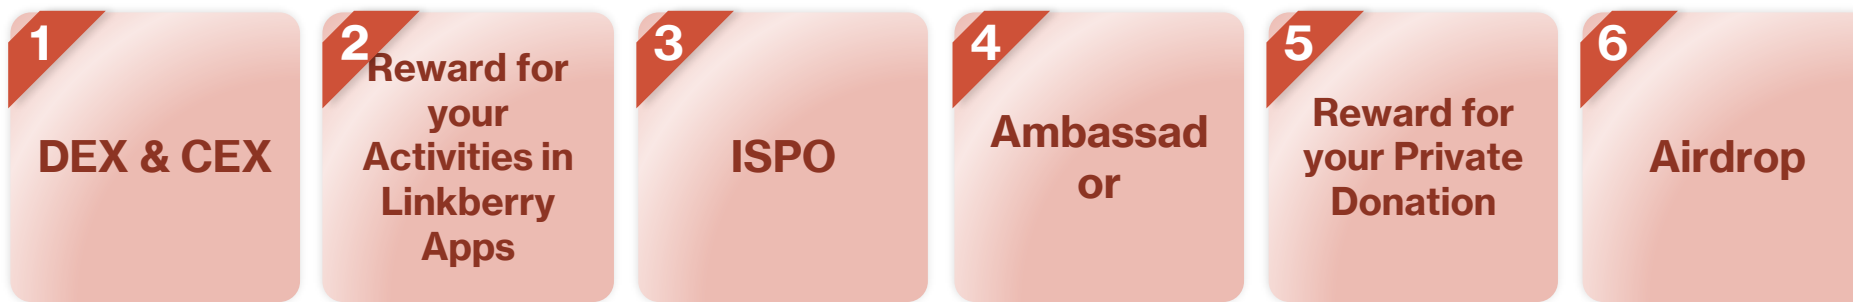 1
DEX & CEX
2
Reward for
your
Activities in
Linkberry
Apps
3
ISPO
4
Ambassad
or
5
Reward for
your Private
Donation
6
Airdrop